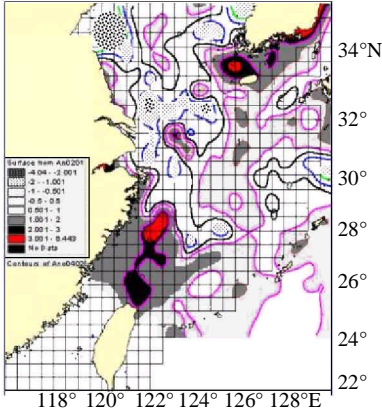 34°N
32°
30°
28°
26°
24°
22°
Surface from Ano0201
-4.04 - -2.001
-2 - -1.001
-1 - -0.501
-0.5 - 0.5
0.501 - 1
1.001 - 2
2.001 - 3
3.001 - 8.443
No Data
Contours of
118° 120° 122° 124° 126° 128°E